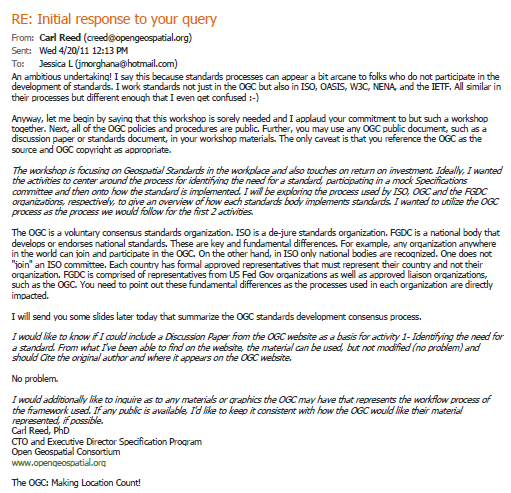 RE: Initial response to your query
From: Carl Reed (creed@opengeospatial.org)
Sent: Wed 4/20/11 12:13 PM
To: Jessica L (jmorghana@hotmail.com)
An ambitious undertaking! I say this because standards processes can appear a bit arcane to folks who do not participate in the
development of standards. I work standards not just in the OGC but also in ISO, OASIS, W3C, NENA, and the IETF. All similar in
their processes but different enough that I even get confused :-)
Anyway, let me begin by saying that this workshop is sorely needed and I applaud your commitment to but such a workshop
together. Next, all of the OGC policies and procedures are public. Further, you may use any OGC public document, such as a
discussion paper or standards document, in your workshop materials. The only caveat is that you reference the OGC as the
source and OGC copyright as appropriate.
The workshop is focusing on Geospatial Standards in the workplace and also touches on return on investment. Ideally, I wanted
the activities to center around the process for identifying the need for a standard, participating in a mock Specifications
committee and then onto how the standard is implemented. I will be exploring the process used by ISO, OGC and the FGDC
organizations, respectively, to give an overview of how each standards body implements standards. I wanted to utilize the OGC
process as the process we would follow for the first 2 activities.
The OGC is a voluntary consensus standards organization. ISO is a de-jure standards organization. FGDC is a national body that
develops or endorses national standards. These are key and fundamental differences. For example, any organization anywhere
in the world can join and participate in the OGC. On the other hand, in ISO only national bodies are recognized. One does not
"join" an ISO committee. Each country has formal approved representatives that must represent their country and not their
organization. FGDC is comprised of representatives from US Fed Gov organizations as well as approved liaison organizations,
such as the OGC. You need to point out these fundamental differences as the processes used in each organization are directly
impacted.
I will send you some slides later today that summarize the OGC standards development consensus process.
I would like to know if I could include a Discussion Paper from the OGC website as a basis for activity 1- Identifying the need for
a standard. From what I've been able to find on the website, the material can be used, but not modified (no problem) and
should Cite the original author and where it appears on the OGC website.
No problem.
I would additionally like to inquire as to any materials or graphics the OGC may have that represents the workflow process of
the framework used. If any public is available, I'd like to keep it consistent with how the OGC would like their material
represented, if possible.
Carl Reed, PhD
CTO and Executive Director Specification Program
Open Geospatial Consortium
www.opengeospatial.org
The OGC: Making Location Count!